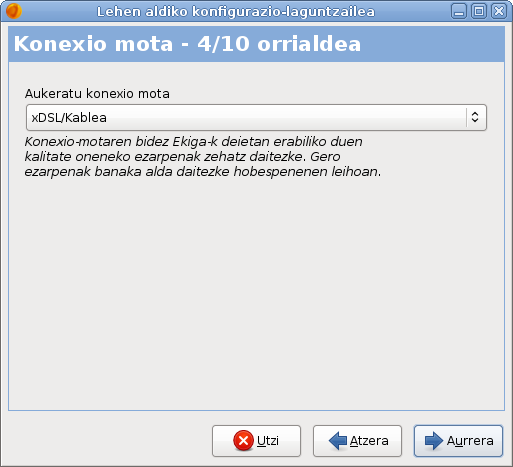 Lehen aldiko konfigurazio-laguntzailea
Konexio mota - 4/10 orrialdea
Aukeratu konexio mota
xDSL/Kablea
Konexio-motaren bidez Ekiga-k deietan erabiliko duen
kalitate oneneko ezarpenak zehatz daitezke. Gero
ezarpenak banaka alda daitezke hobespenenen leihoan.
Utzi
Atzera
Aurrera